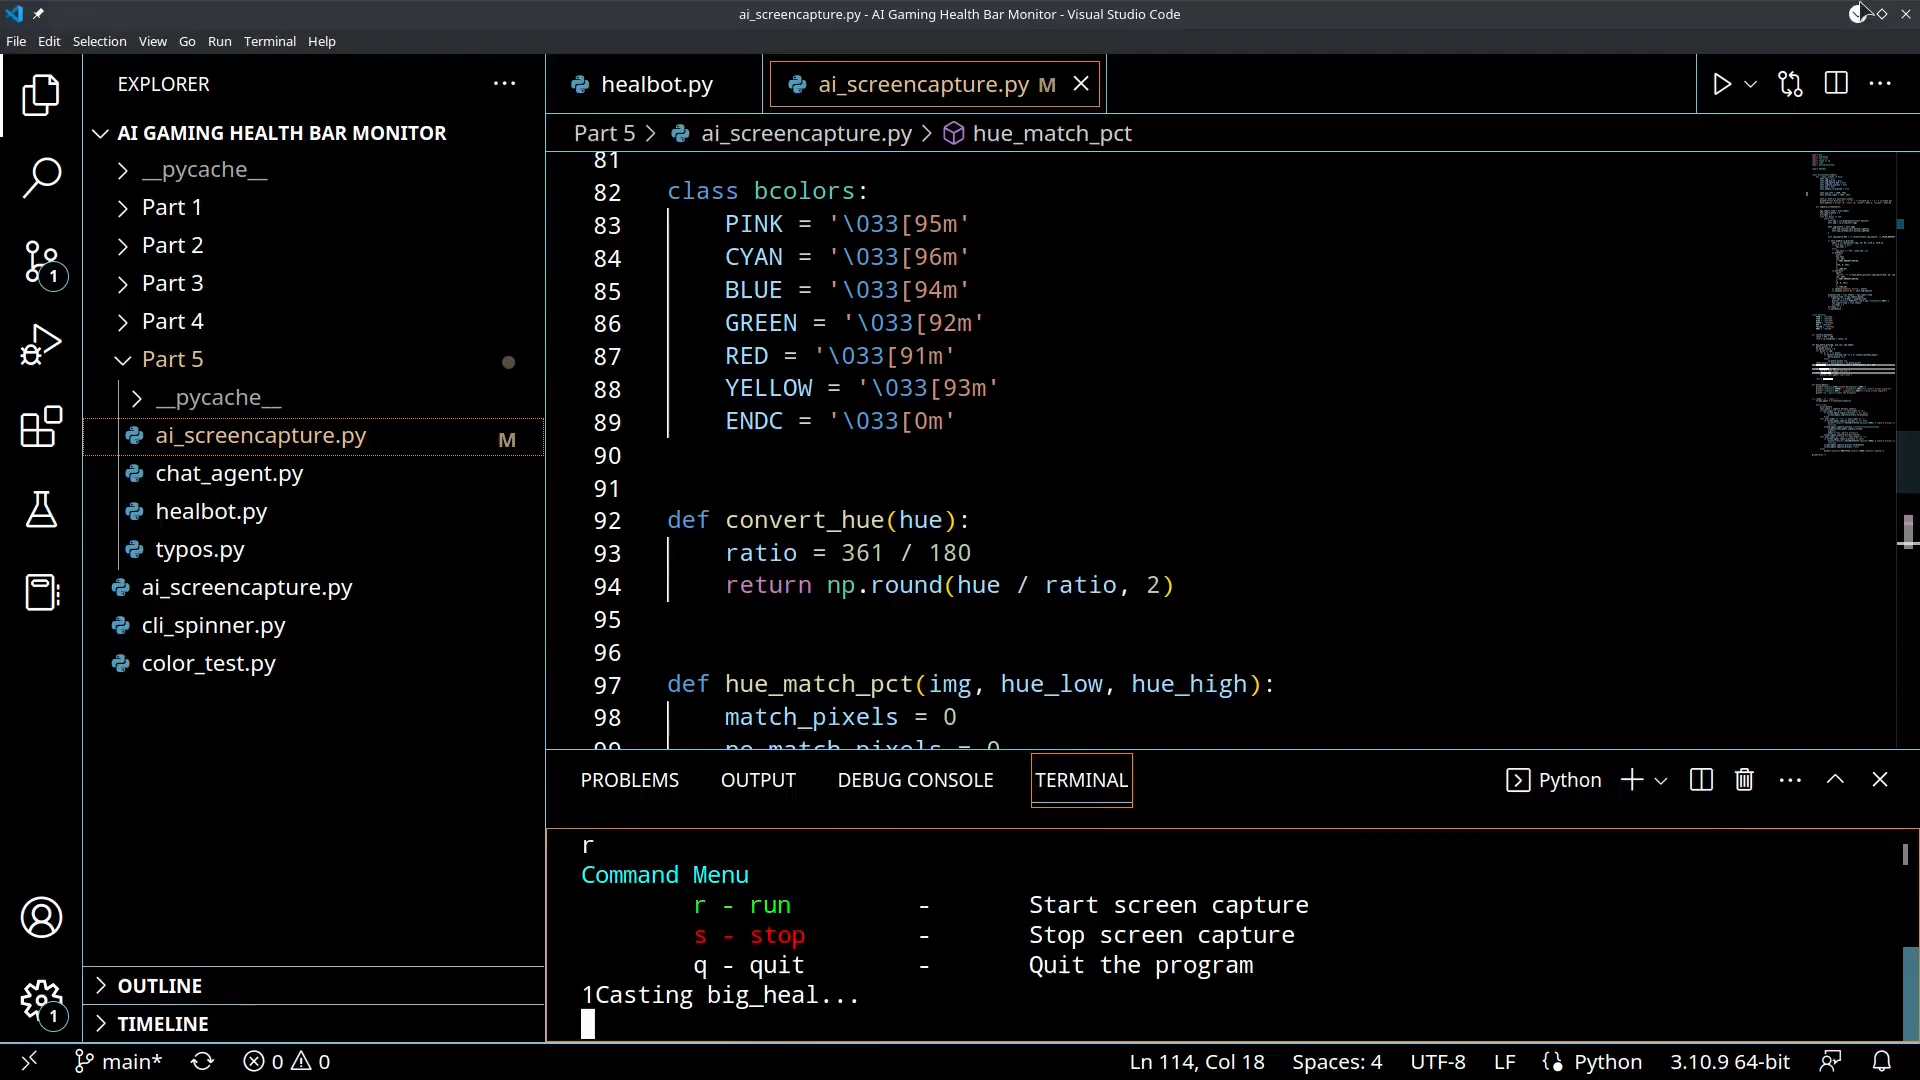 ai_screencapture.py - AI Gaming Health Bar Monitor - Visual Studio Code
File Edit Selection View Go Run Terminal Help
EXPLORER
AI GAMING HEALTH BAR MONITOR
__pycache__
Part 1
Part 2
Part 3
Part 4
Part 5
__pycache__
ai_screencapture.py M
chat_agent.py
healbot.py
typos.py
ai_screencapture.py
cli_spinner.py
color_test.py
OUTLINE
TIMELINE
healbot.py
ai_screencapture.py M
Part 5 > ai_screencapture.py > hue_match_pct
81
82 class bcolors:
83 PINK = '\033[95m'
84 CYAN = '\033[96m'
85 BLUE = '\033[94m'
86 GREEN = '\033[92m'
87 RED = '\033[91m'
88 YELLOW = '\033[93m'
89 ENDC = '\033[0m'
90
91
92 def convert_hue(hue):
93 ratio = 361 / 180
94 return np.round(hue / ratio, 2)
95
96
97 def hue_match_pct(img, hue_low, hue_high):
98 match_pixels = 0
99 no_match_pixels = 0
PROBLEMS OUTPUT DEBUG CONSOLE TERMINAL
Python
r
Command Menu
r - run - Start screen capture
s - stop - Stop screen capture
q - quit - Quit the program
1Casting big_heal...
1
1
main* 0 0 Ln 114, Col 18 Spaces: 4 UTF-8 LF Python 3.10.9 64-bit